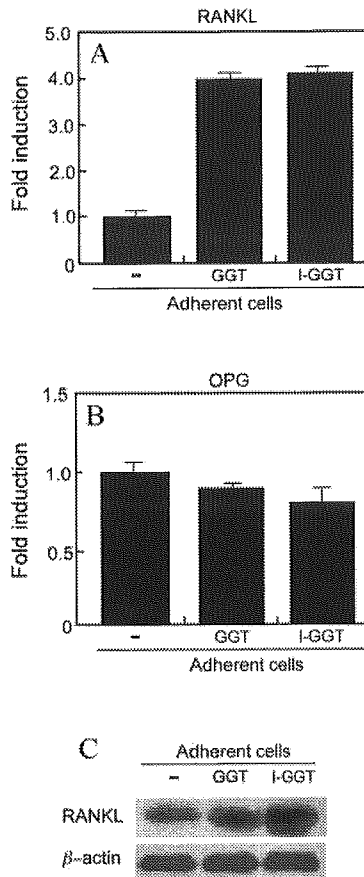 RANKL
A
5.0
4.0
3.0
2.0
1.0
0
Fold induction
– GGT I-GGT
Adherent cells
OPG
B
1.5
1.0
0.5
0
Fold induction
– GGT I-GGT
Adherent cells
C
Adherent cells
– GGT I-GGT
RANKL
β-actin